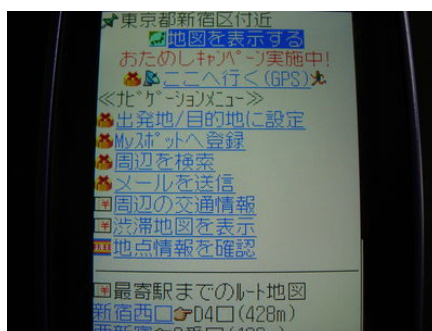 東京都新宿区付近
地図を表示する
おためしｷｬﾝﾍﾟｰﾝ実施中!
ここへ行く(GPS)
≪ﾅﾋﾞｹﾞｰｼｮﾝﾒﾆｭｰ≫
出発地/目的地に設定
Myｽﾎﾟｯﾄへ登録
周辺を検索
メールを送信
¥周辺の交通情報
¥渋滞地図を表示
FREE地点情報を確認
¥最寄駅までのﾙｰﾄ地図
新宿西口👉D4口(428m)